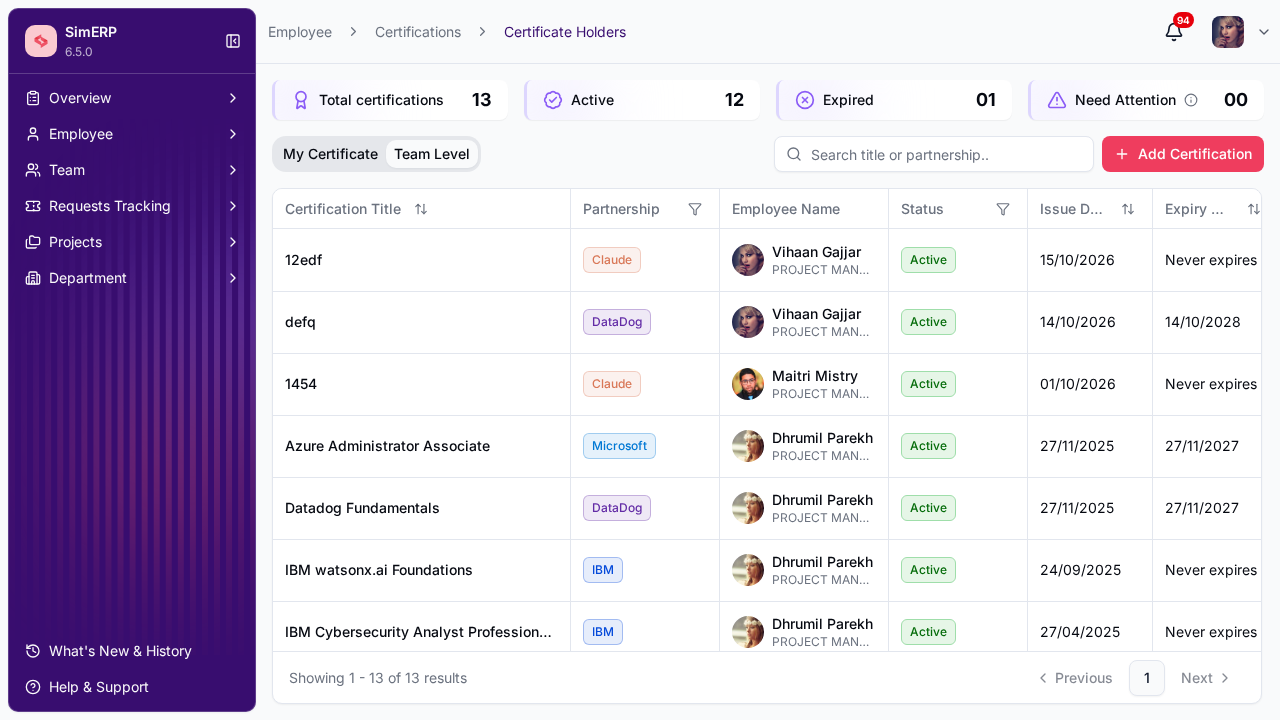 SimERP
6.5.0
Overview
Employee
Team
Requests Tracking
Projects
Department
What's New & History
Help & Support
Employee > Certifications > Certificate Holders
94
Total certifications 13
Active 12
Expired 01
Need Attention 00
My Certificate Team Level
Search title or partnership..
+ Add Certification
Certification Title Partnership Employee Name Status Issue D... Expiry ...
12edf Claude Vihaan Gajjar Active 15/10/2026 Never expires
PROJECT MAN...
defq DataDog Vihaan Gajjar Active 14/10/2026 14/10/2028
PROJECT MAN...
1454 Claude Maitri Mistry Active 01/10/2026 Never expires
PROJECT MAN...
Azure Administrator Associate Microsoft Dhrumil Parekh Active 27/11/2025 27/11/2027
PROJECT MAN...
Datadog Fundamentals DataDog Dhrumil Parekh Active 27/11/2025 27/11/2027
PROJECT MAN...
IBM watsonx.ai Foundations IBM Dhrumil Parekh Active 24/09/2025 Never expires
PROJECT MAN...
IBM Cybersecurity Analyst Profession... IBM Dhrumil Parekh Active 27/04/2025 Never expires
PROJECT MAN...
Showing 1 - 13 of 13 results
Previous 1 Next